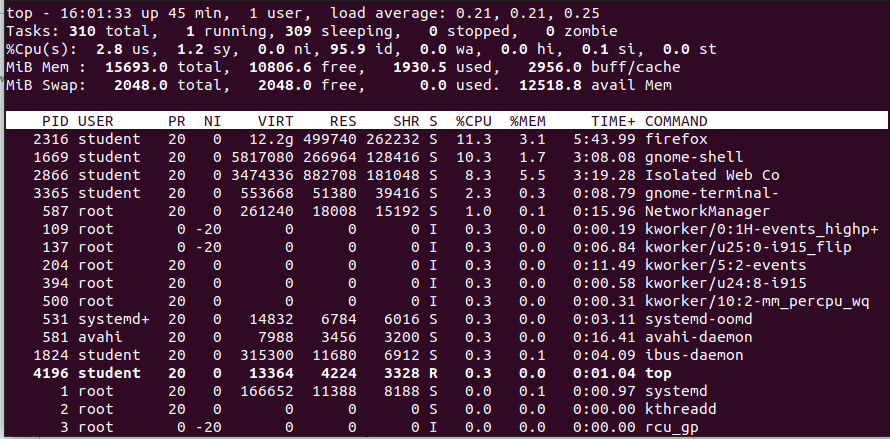 top - 16:01:33 up 45 min,  1 user,  load average: 0.21, 0.21, 0.25
Tasks: 310 total,   1 running, 309 sleeping,   0 stopped,   0 zombie
%Cpu(s):  2.8 us,  1.2 sy,  0.0 ni, 95.9 id,  0.0 wa,  0.0 hi,  0.1 si,  0.0 st
MiB Mem :  15693.0 total,  10806.6 free,   1930.5 used,   2956.0 buff/cache
MiB Swap:   2048.0 total,   2048.0 free,      0.0 used.  12518.8 avail Mem
PID USER      PR  NI    VIRT    RES    SHR S  %CPU  %MEM     TIME+ COMMAND
2316 student   20   0   12.2g 499740 262232 S  11.3   3.1   5:43.99 firefox
1669 student   20   0 5817080 266964 128416 S  10.3   1.7   3:08.08 gnome-shell
2866 student   20   0 3474336 882708 181048 S   8.3   5.5   3:19.28 Isolated Web Co
3365 student   20   0  553668  51380  39416 S   2.3   0.3   0:08.79 gnome-terminal-
587 root      20   0  261240  18008  15192 S   1.0   0.1   0:15.96 NetworkManager
109 root       0 -20       0      0      0 I   0.3   0.0   0:00.19 kworker/0:1H-events_highp+
137 root       0 -20       0      0      0 I   0.3   0.0   0:06.84 kworker/u25:0-i915_flip
204 root      20   0       0      0      0 I   0.3   0.0   0:11.49 kworker/5:2-events
394 root      20   0       0      0      0 I   0.3   0.0   0:00.58 kworker/u24:8-i915
500 root      20   0       0      0      0 I   0.3   0.0   0:00.31 kworker/10:2-mm_percpu_wq
531 systemd+  20   0   14832   6784   6016 S   0.3   0.0   0:03.11 systemd-oomd
581 avahi     20   0    7988   3456   3200 S   0.3   0.0   0:16.41 avahi-daemon
1824 student   20   0  315300  11680   6912 S   0.3   0.1   0:04.09 ibus-daemon
4196 student   20   0   13364   4224   3328 R   0.3   0.0   0:01.04 top
1 root      20   0  166652  11388   8188 S   0.0   0.1   0:00.97 systemd
2 root      20   0       0      0      0 S   0.0   0.0   0:00.00 kthreadd
3 root       0 -20       0      0      0 I   0.0   0.0   0:00.00 rcu_gp